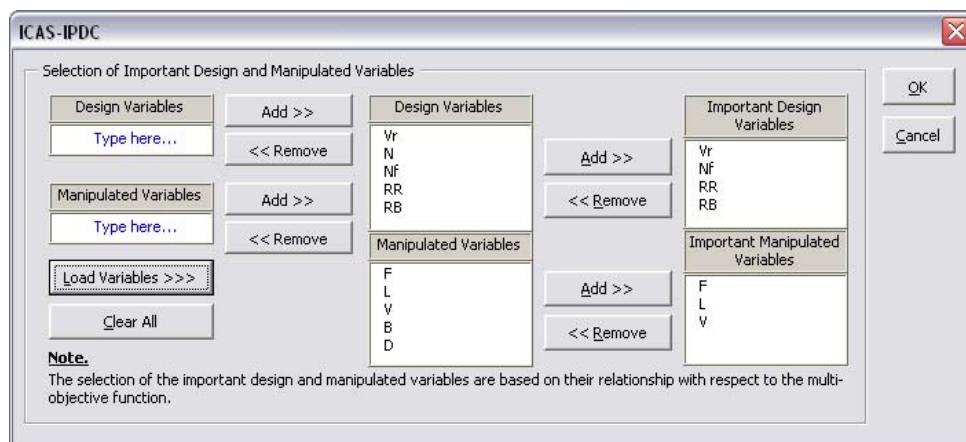 ICAS-IPDC
Selection of Important Design and Manipulated Variables
Design Variables
Type here...
Add >>
<< Remove
Manipulated Variables
Type here...
Add >>
<< Remove
Load Variables >>>
Clear All
Design Variables
Vr
N
Nf
RR
RB
Manipulated Variables
F
L
V
B
D
Add >>
<< Remove
Add >>
<< Remove
Important Design
Variables
Vr
Nf
RR
RB
Important Manipulated
Variables
F
L
V
OK
Cancel
Note.
The selection of the important design and manipulated variables are based on their relationship with respect to the multi-
objective function.